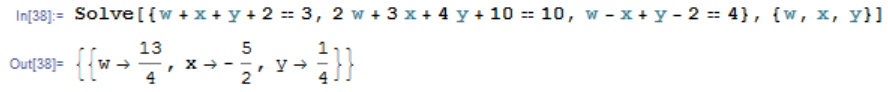 In[38]:= Solve[{w + x + y + 2 == 3, 2 w + 3 x + 4 y + 10 == 10, w - x + y - 2 == 4}, {w, x, y}]
Out[38]= {{w → 13/4, x → -5/2, y → 1/4}}